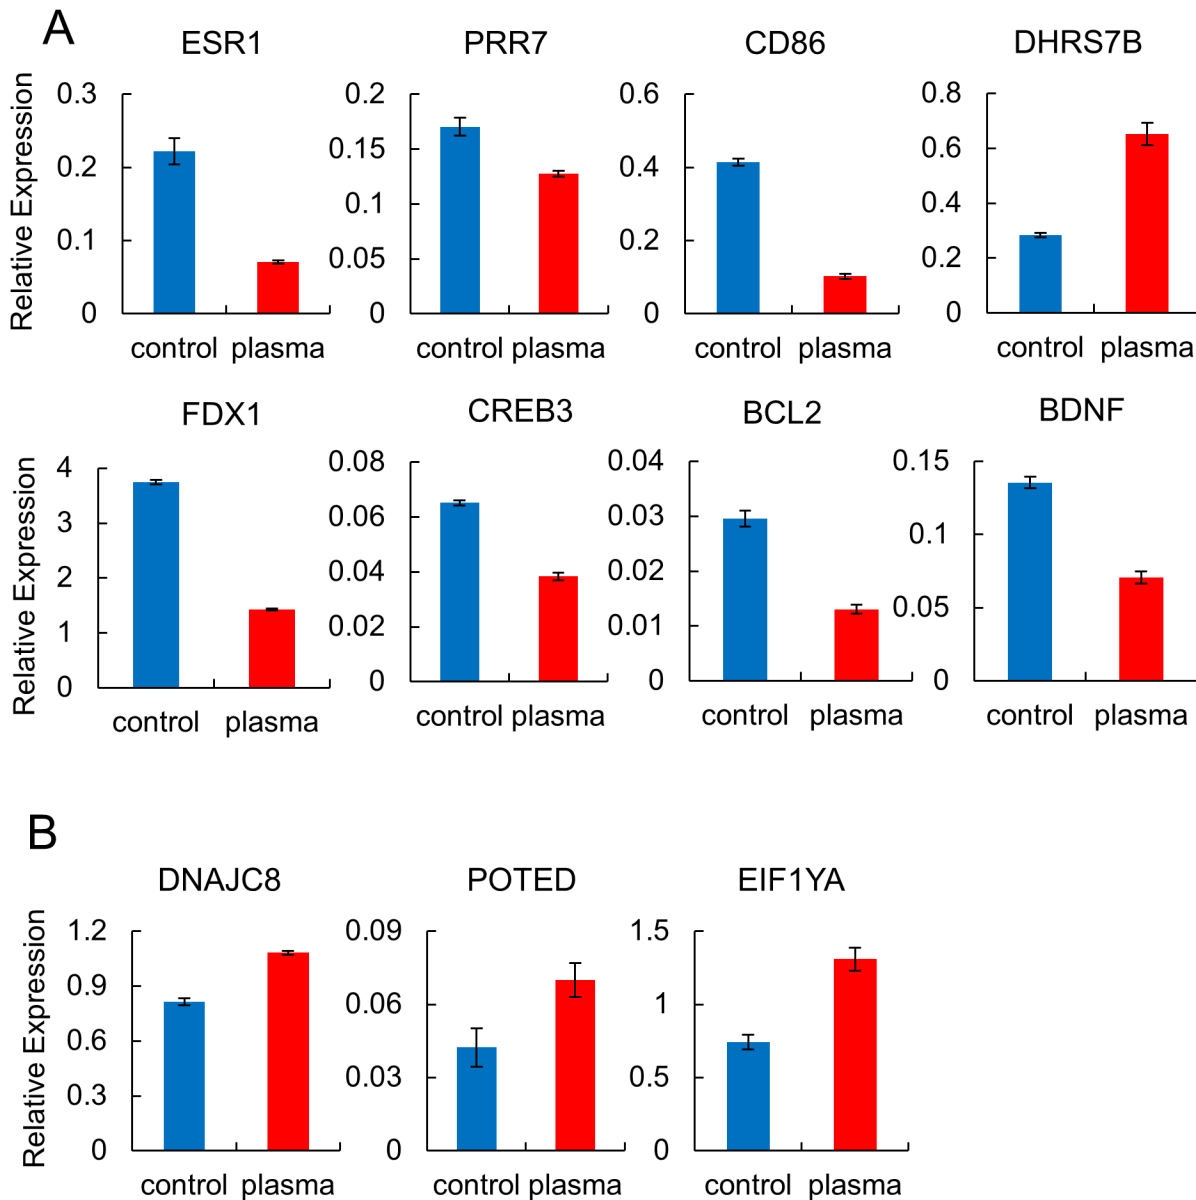 A
ESR1 PRR7 CD86 DHRS7B
Relative Expression
0.3
0.2
0.1
0
control plasma
0.2
0.15
0.1
0.05
0
control plasma
0.6
0.4
0.2
0
control plasma
0.8
0.6
0.4
0.2
0
control plasma
FDX1 CREB3 BCL2 BDNF
Relative Expression
4
3
2
1
0
control plasma
0.08
0.06
0.04
0.02
0
control plasma
0.04
0.03
0.02
0.01
0
control plasma
0.15
0.1
0.05
0
control plasma
B
DNAJC8 POTED EIF1YA
Relative Expression
1.2
0.9
0.6
0.3
0
control plasma
0.09
0.06
0.03
0
control plasma
1.5
1
0.5
0
control plasma